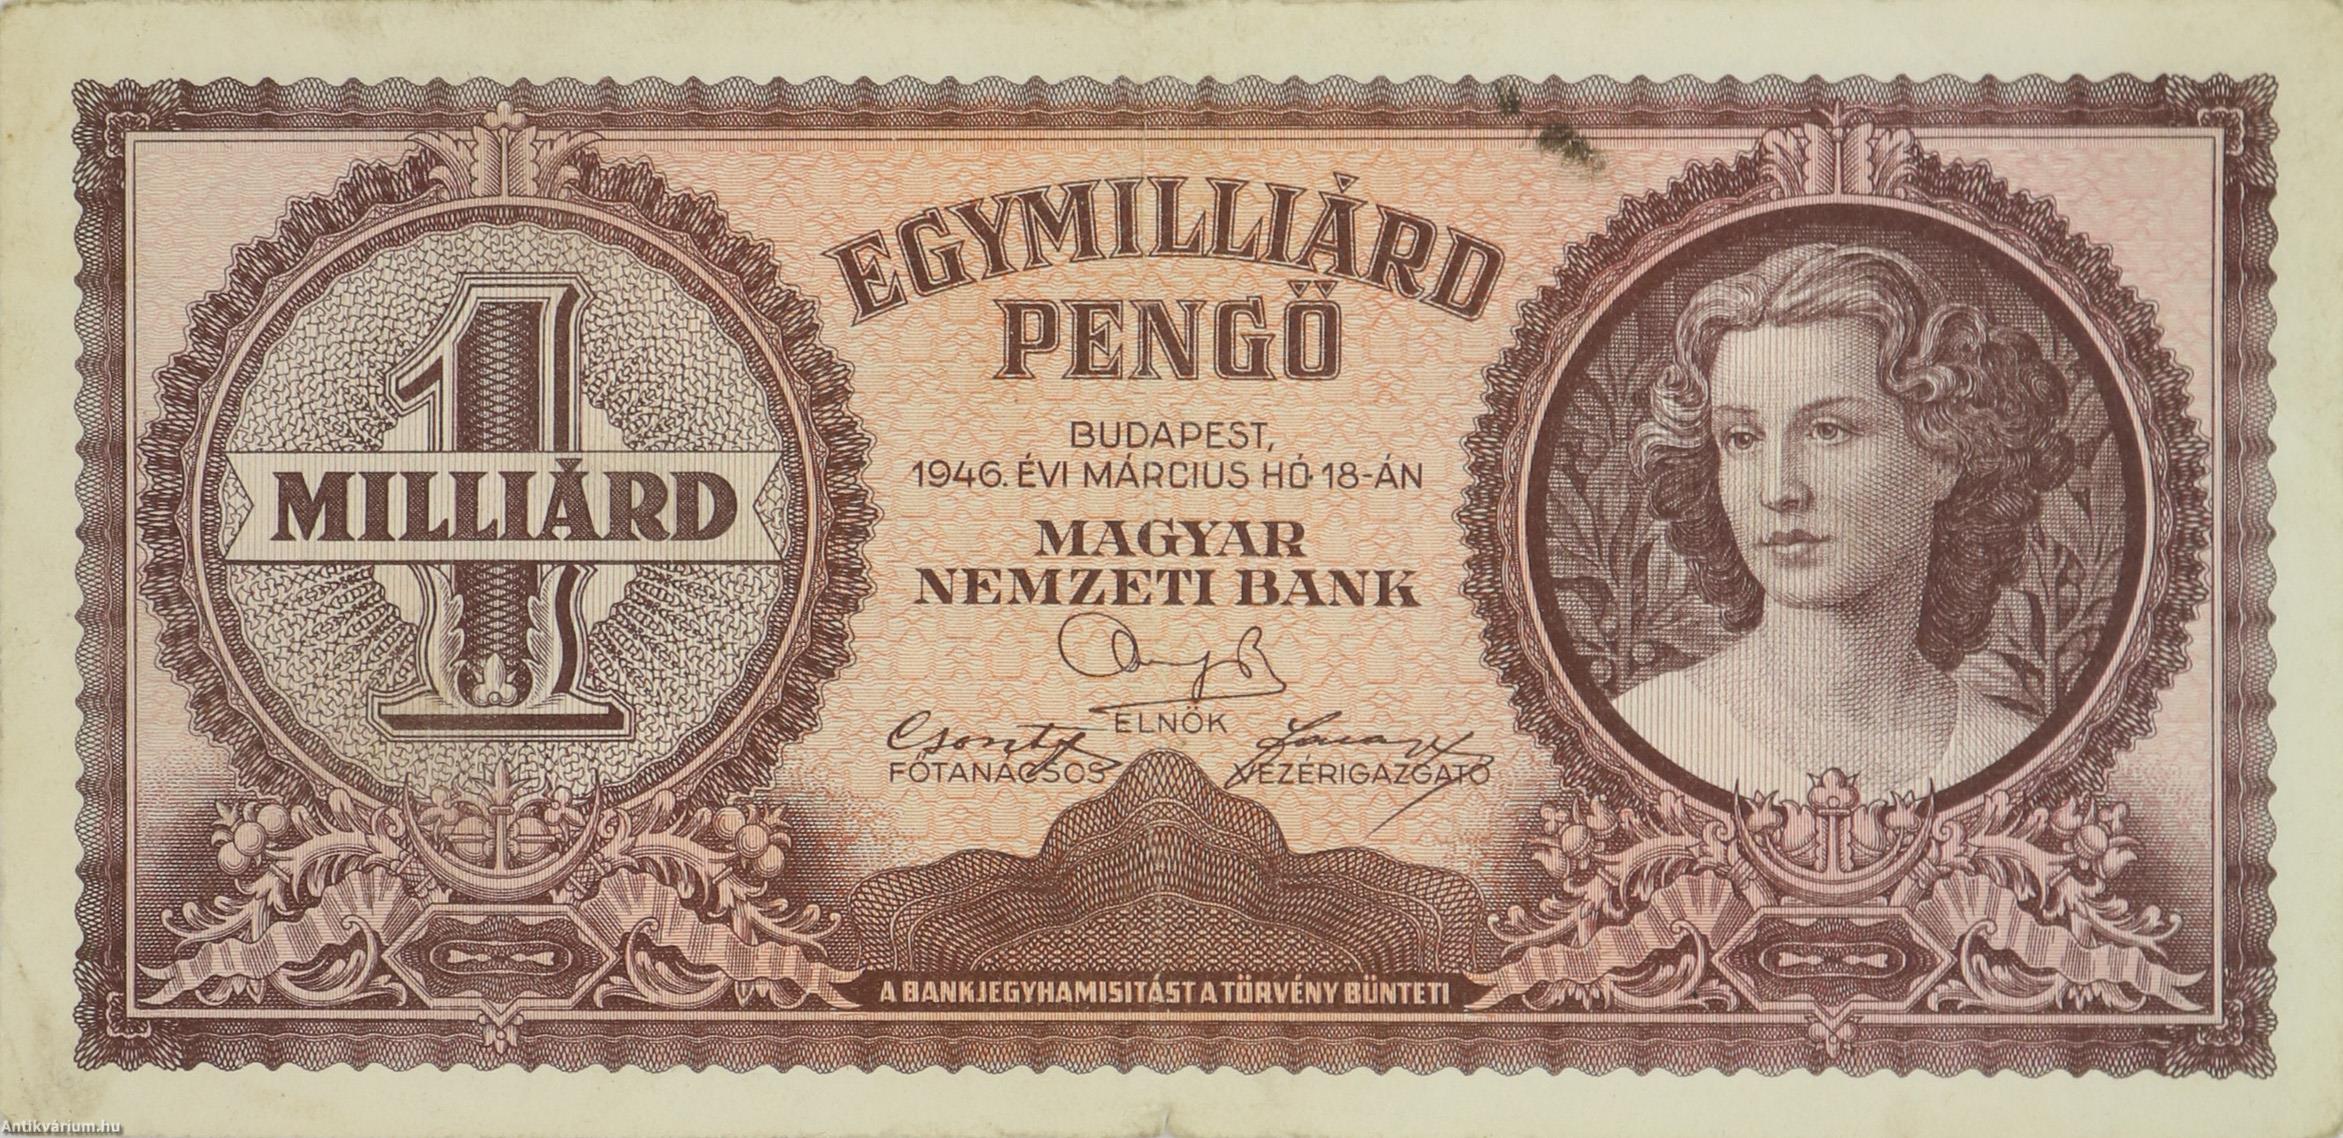 EGYMILLIÁRD
PENGŐ
1
MILLIÁRD
BUDAPEST,
1946. ÉVI MÁRCIUS HÓ 18-ÁN
MAGYAR
NEMZETI BANK
ELNÖK
FŐTANÁCSOS
VEZÉRIGAZGATÓ
A BANKJEGYHAMISITÁST A TÖRVÉNY BÜNTETI
Antikvárium.hu